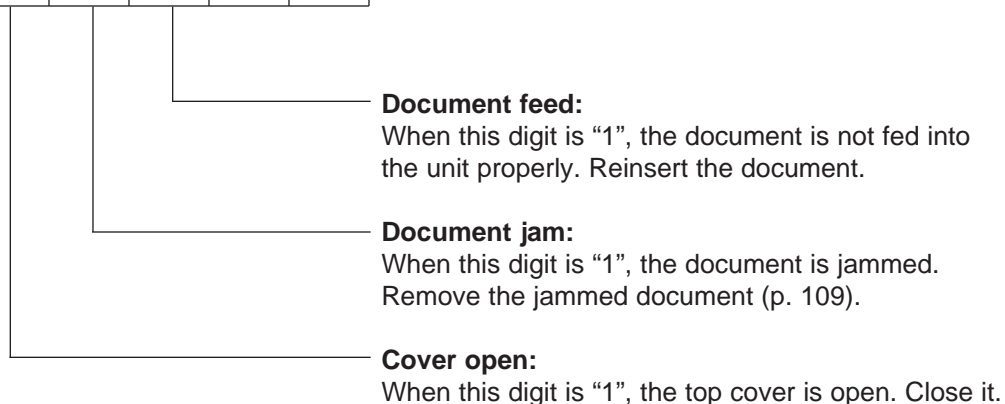 Document feed:
When this digit is “1”, the document is not fed into
the unit properly. Reinsert the document.
Document jam:
When this digit is “1”, the document is jammed.
Remove the jammed document (p. 109).
Cover open:
When this digit is “1”, the top cover is open. Close it.